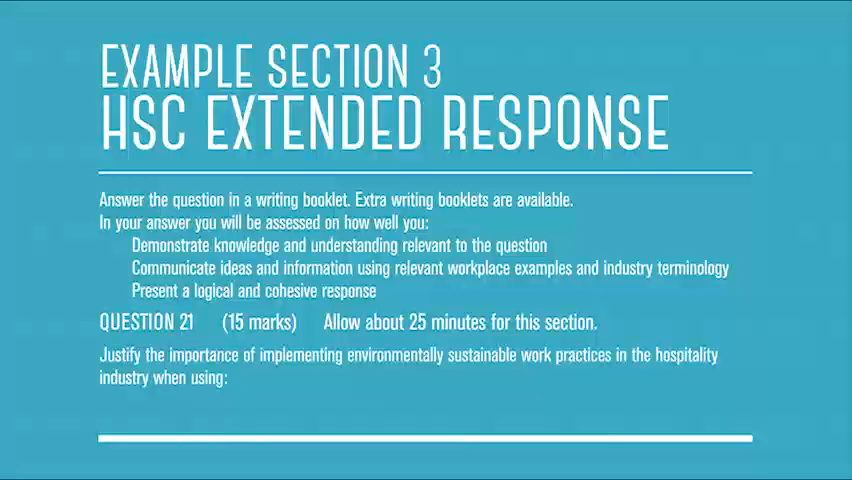 EXAMPLE SECTION 3
HSC EXTENDED RESPONSE
Answer the question in a writing booklet. Extra writing booklets are available.
In your answer you will be assessed on how well you:
Demonstrate knowledge and understanding relevant to the question
Communicate ideas and information using relevant workplace examples and industry terminology
Present a logical and cohesive response
QUESTION 21 (15 marks) Allow about 25 minutes for this section.
Justify the importance of implementing environmentally sustainable work practices in the hospitality
industry when using: